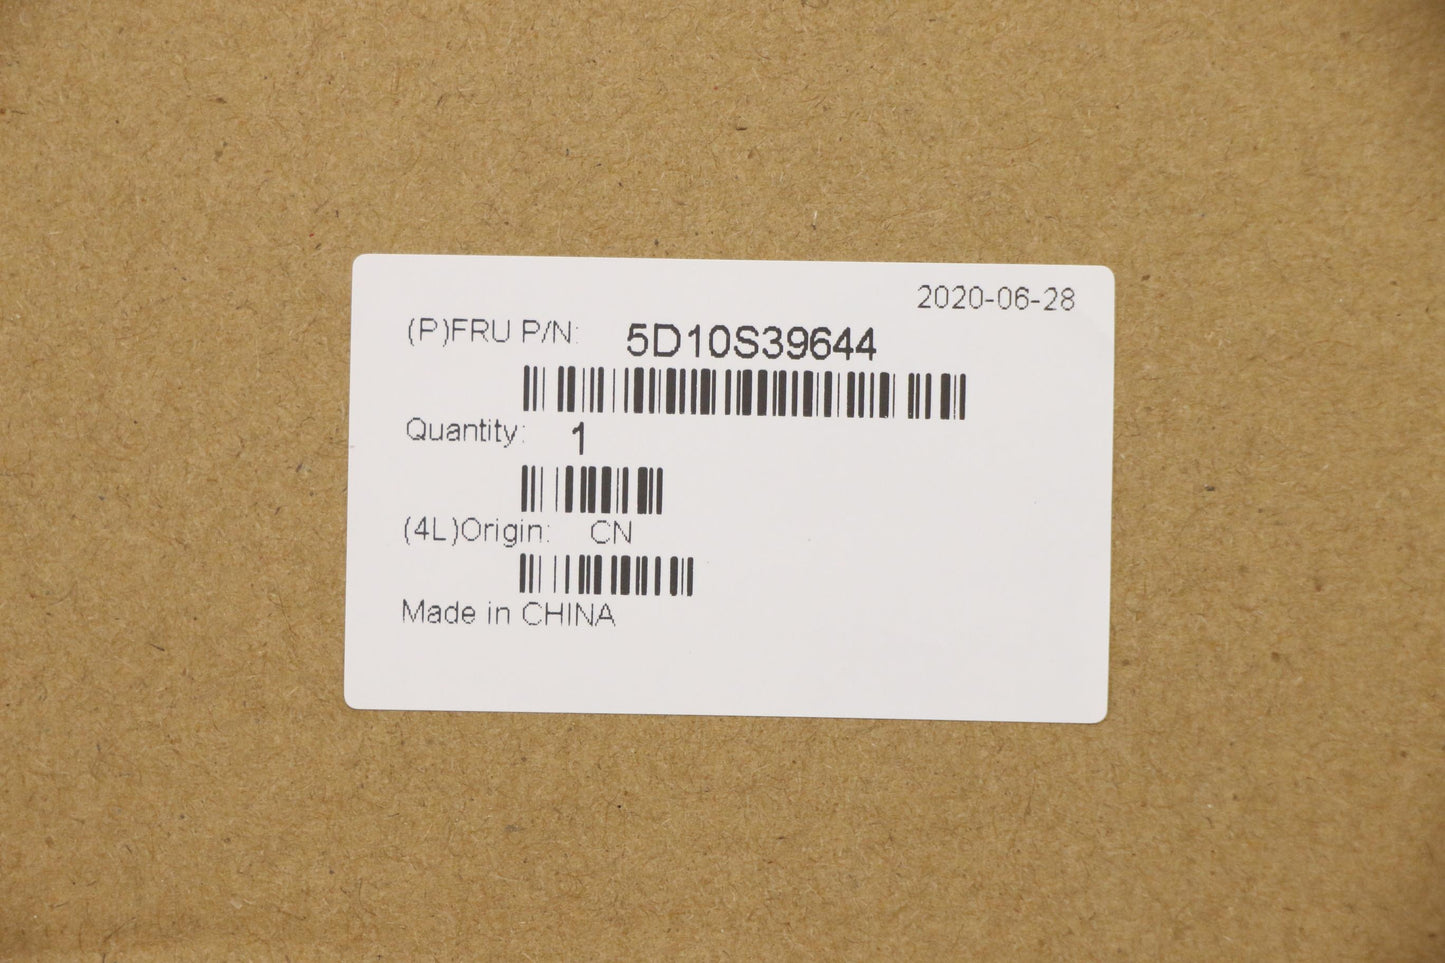 2020-06-28
(P)FRU P/N: 5D10S39644
Quantity: 1
(4L)Origin: CN
Made in CHINA